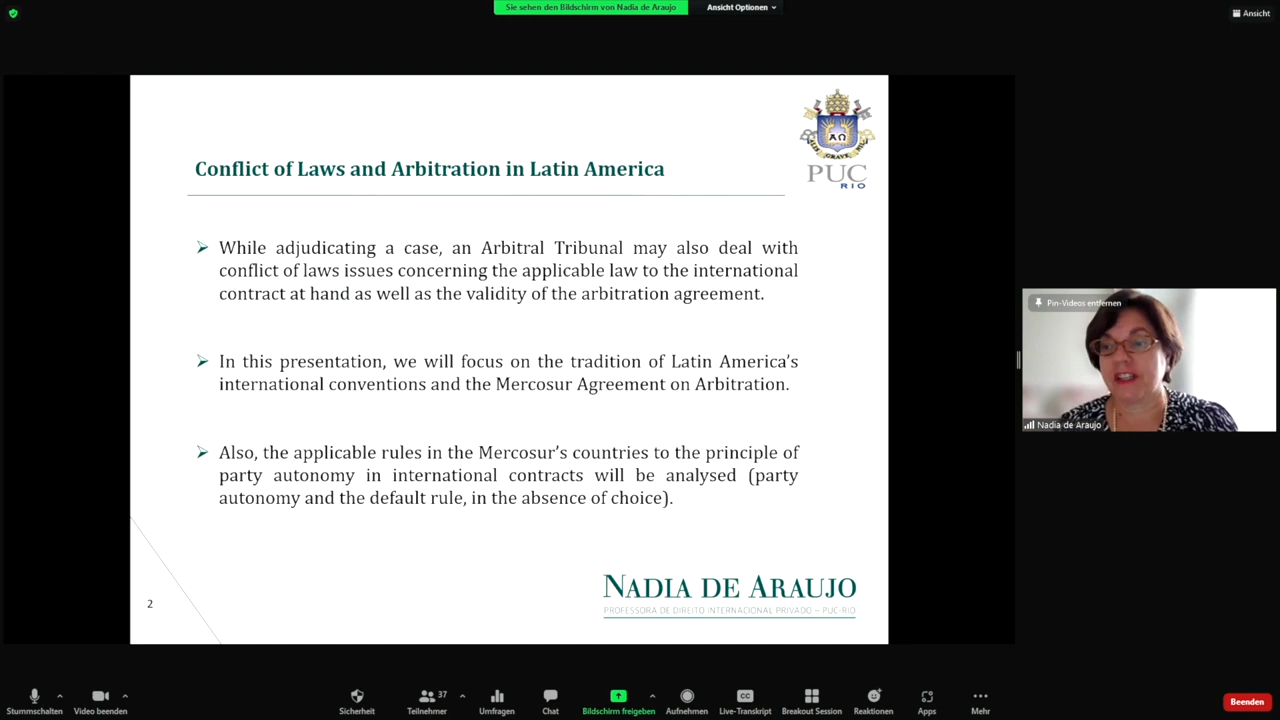 Sie sehen den Bildschirm von Nadia de Araujo
Ansicht Optionen
Ansicht
PUC
RIO
Conflict of Laws and Arbitration in Latin America
While adjudicating a case, an Arbitral Tribunal may also deal with
conflict of laws issues concerning the applicable law to the international
contract at hand as well as the validity of the arbitration agreement.
In this presentation, we will focus on the tradition of Latin America's
international conventions and the Mercosur Agreement on Arbitration.
Also, the applicable rules in the Mercosur's countries to the principle of
party autonomy in international contracts will be analysed (party
autonomy and the default rule, in the absence of choice).
2
NADIA DE ARAUJO
PROFESSORA DE DIREITO INTERNACIONAL PRIVADO – PUC-RIO
Pin-Videos entfernen
Nadia de Araujo
Stummschalten
Video beenden
Sicherheit
37
Teilnehmer
Umfragen
Chat
Bildschirm freigeben
Aufnehmen
CC
Live-Transkript
Breakout Session
Reaktionen
Apps
Mehr
Beenden